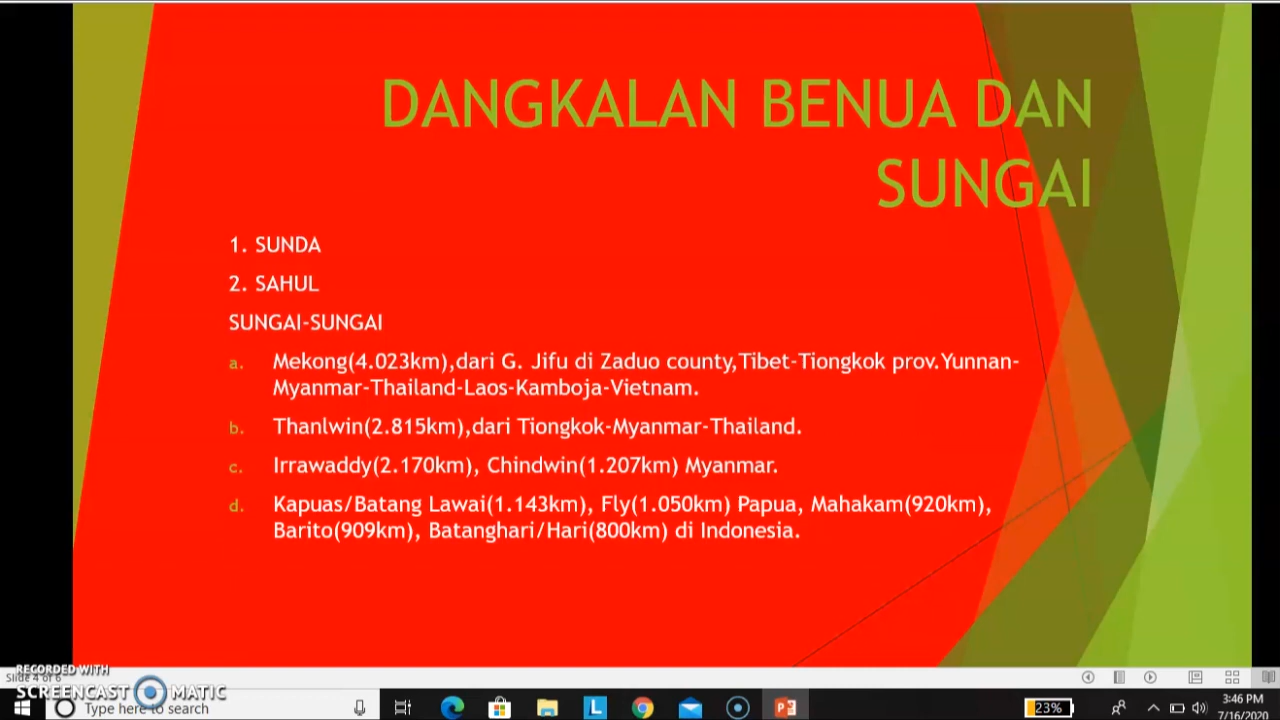 DANGKALAN BENUA DAN
SUNGAI
1. SUNDA
2. SAHUL
SUNGAI-SUNGAI
a. Mekong(4.023km),dari G. Jifu di Zaduo county,Tibet-Tiongkok prov.Yunnan-
Myanmar-Thailand-Laos-Kamboja-Vietnam.
b. Thanlwin(2.815km),dari Tiongkok-Myanmar-Thailand.
c. Irrawaddy(2.170km), Chindwin(1.207km) Myanmar.
d. Kapuas/Batang Lawai(1.143km), Fly(1.050km) Papua, Mahakam(920km),
Barito(909km), Batanghari/Hari(800km) di Indonesia.
RECORDED WITH
Slide 4 of 6
SCREENCAST MATIC
Type here to search
23%
3:46 PM
7/16/2020